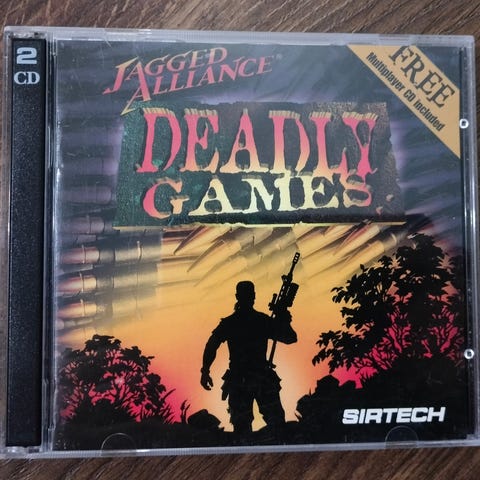 2
CD
JAGGED
ALLIANCE®
DEADLY
GAMES
FREE
Multiplayer CD included
SIRTECH